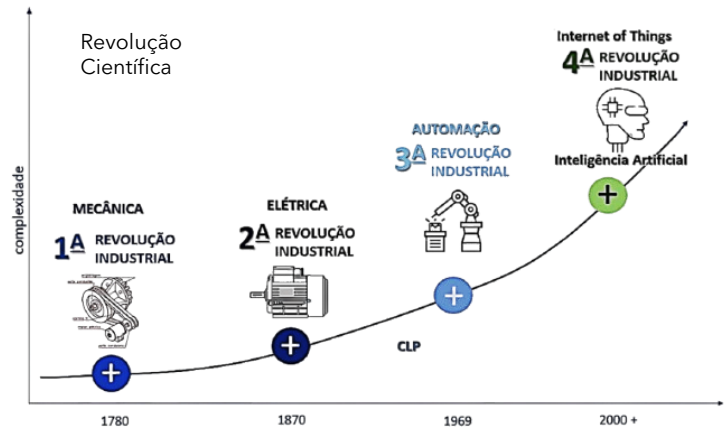 Revolução
Científica
Internet of Things
4ª REVOLUÇÃO
INDUSTRIAL
Inteligência Artificial
AUTOMAÇÃO
3ª REVOLUÇÃO
INDUSTRIAL
MECÂNICA
1ª REVOLUÇÃO
INDUSTRIAL
ELÉTRICA
2ª REVOLUÇÃO
INDUSTRIAL
complexidade
CLP
1780
1870
1969
2000 +